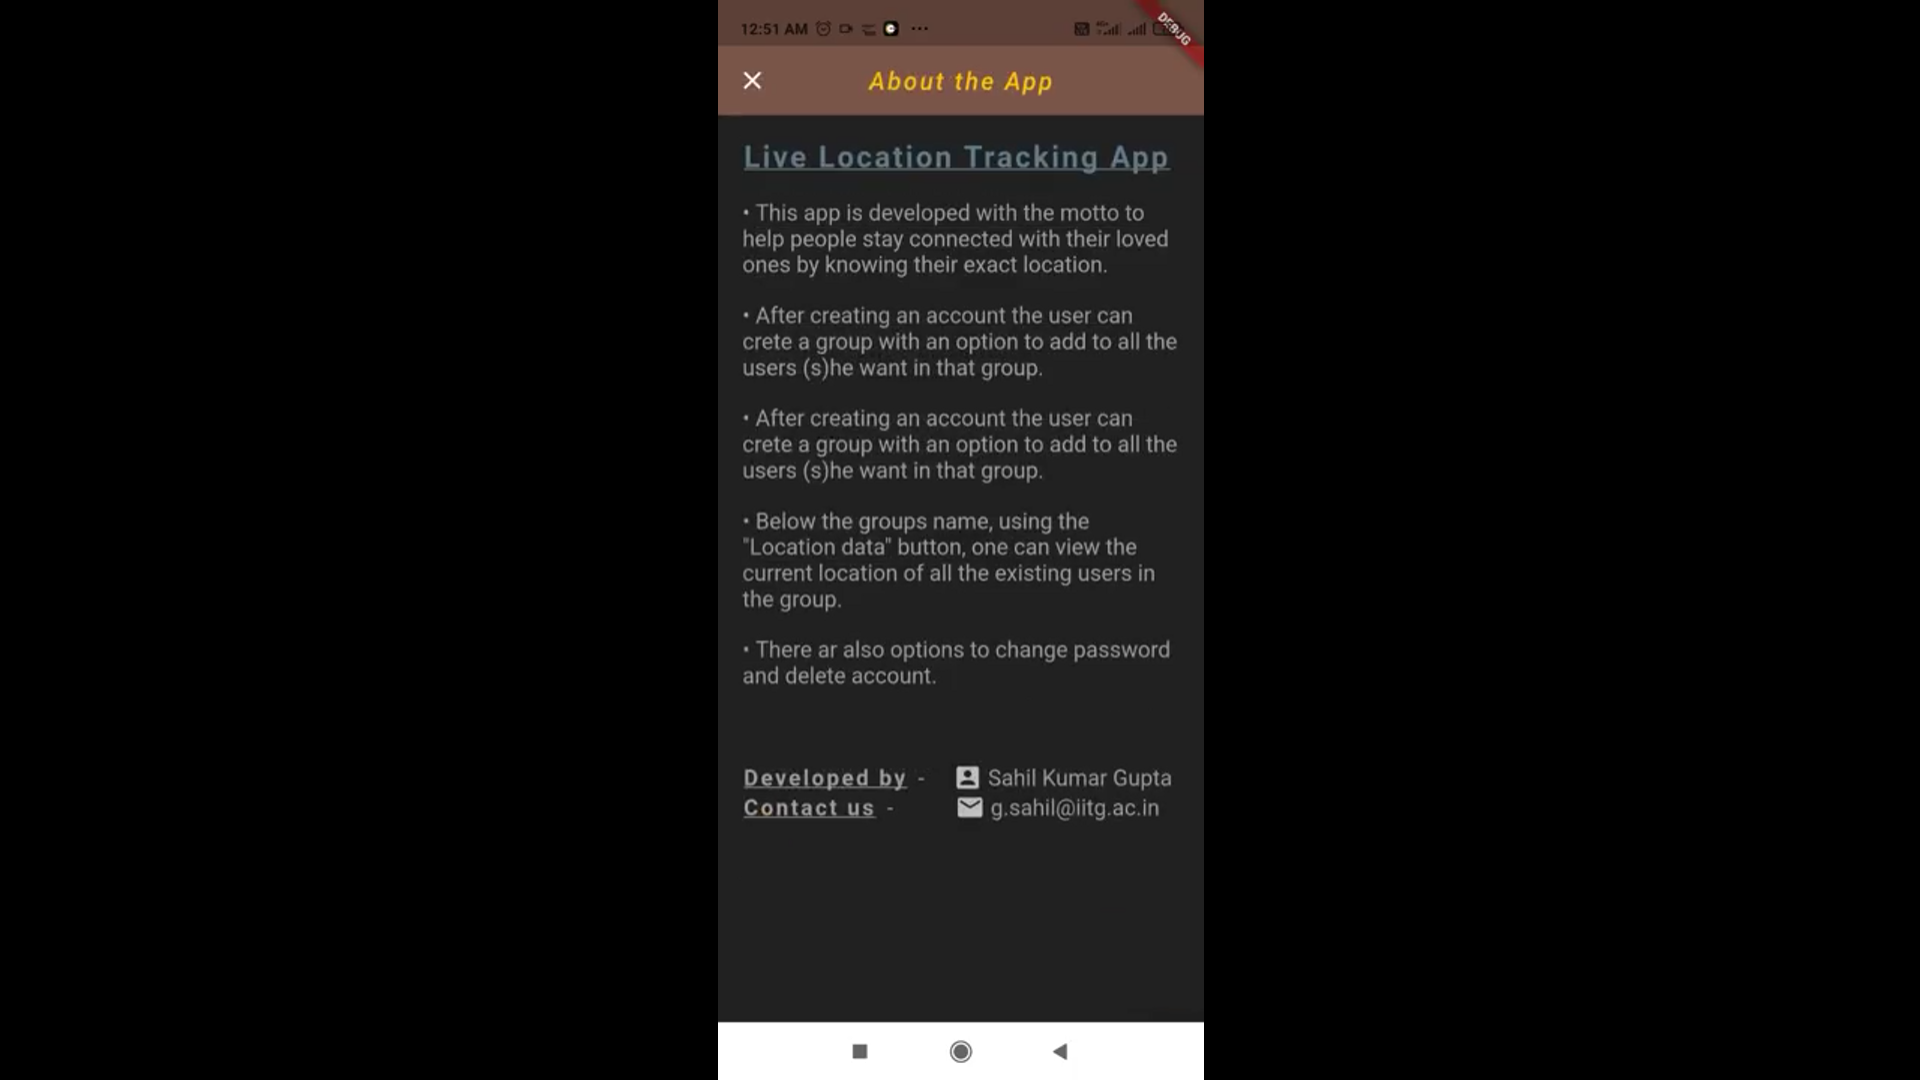 12:51 AM
DEBUG
About the App
Live Location Tracking App
• This app is developed with the motto to
help people stay connected with their loved
ones by knowing their exact location.
• After creating an account the user can
crete a group with an option to add to all the
users (s)he want in that group.
• After creating an account the user can
crete a group with an option to add to all the
users (s)he want in that group.
• Below the groups name, using the
"Location data" button, one can view the
current location of all the existing users in
the group.
• There ar also options to change password
and delete account.
Developed by - Sahil Kumar Gupta
Contact us - g.sahil@iitg.ac.in